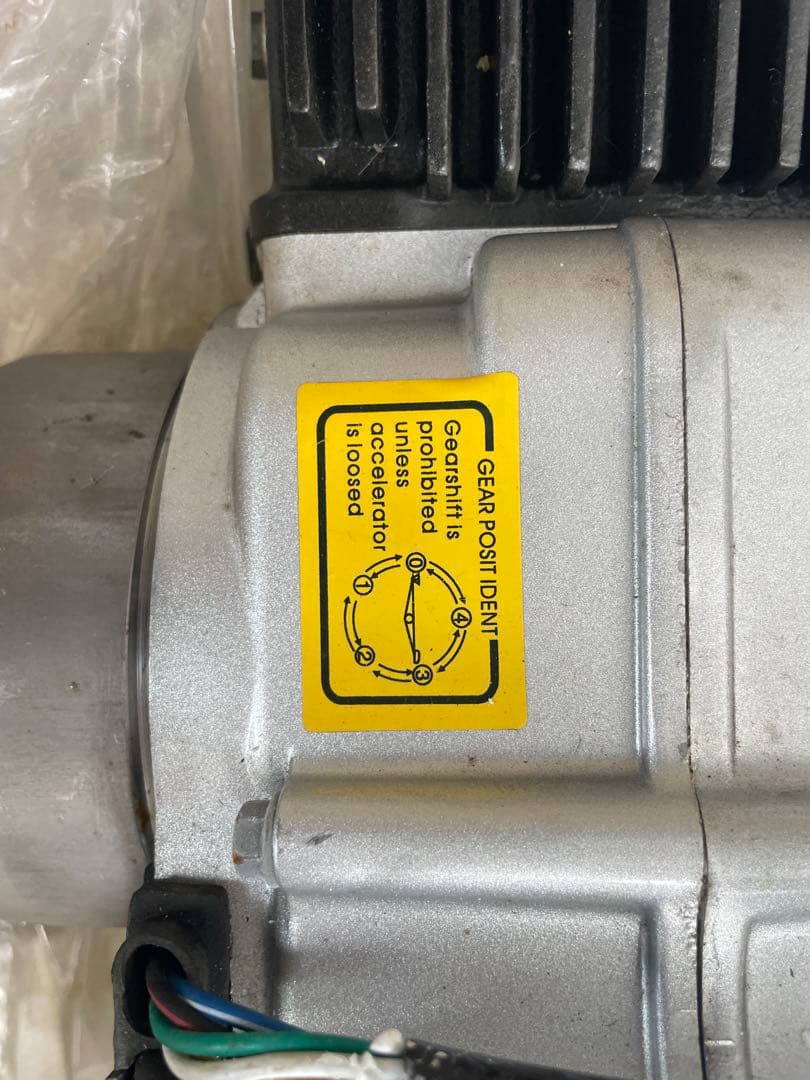 GEAR POSIT IDENT
Gearshift is
prohibited
unless
accelerator
is loosed
0
1
2
3
4